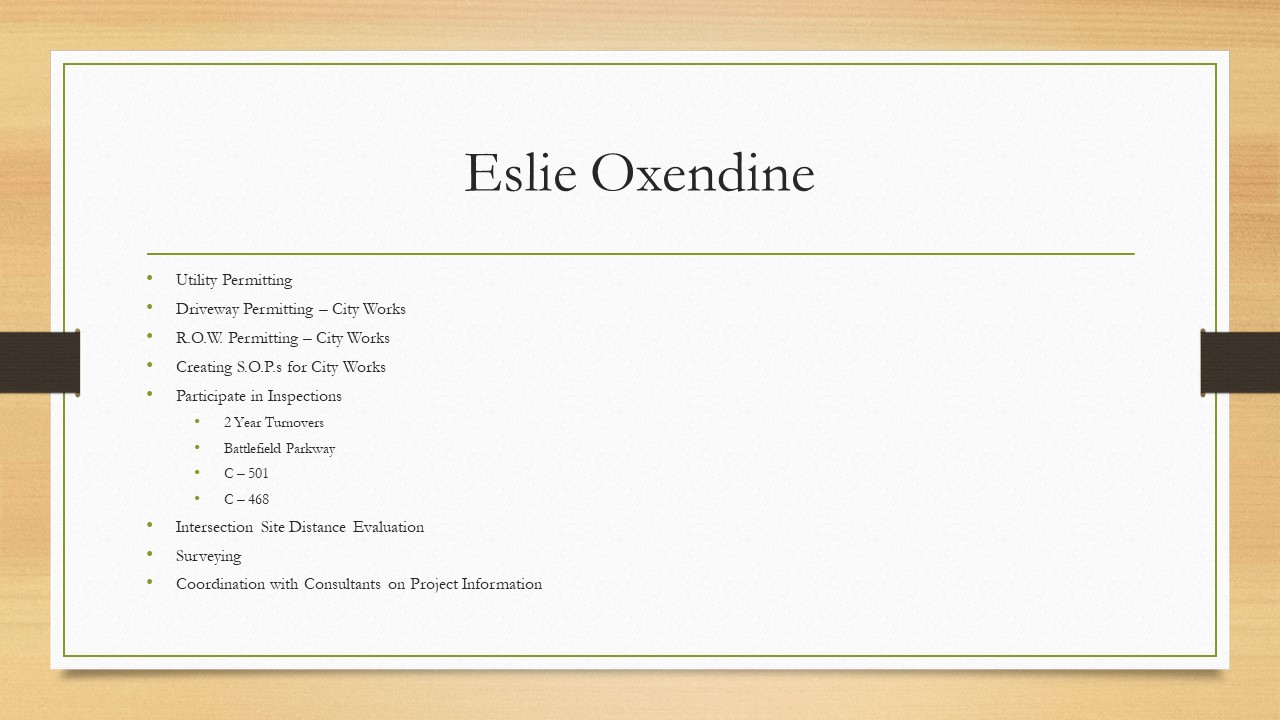 Eslie Oxendine
• Utility Permitting
• Driveway Permitting – City Works
• R.O.W. Permitting – City Works
• Creating S.O.P.s for City Works
• Participate in Inspections
• 2 Year Turnovers
• Battlefield Parkway
• C – 501
• C – 468
• Intersection Site Distance Evaluation
• Surveying
• Coordination with Consultants on Project Information